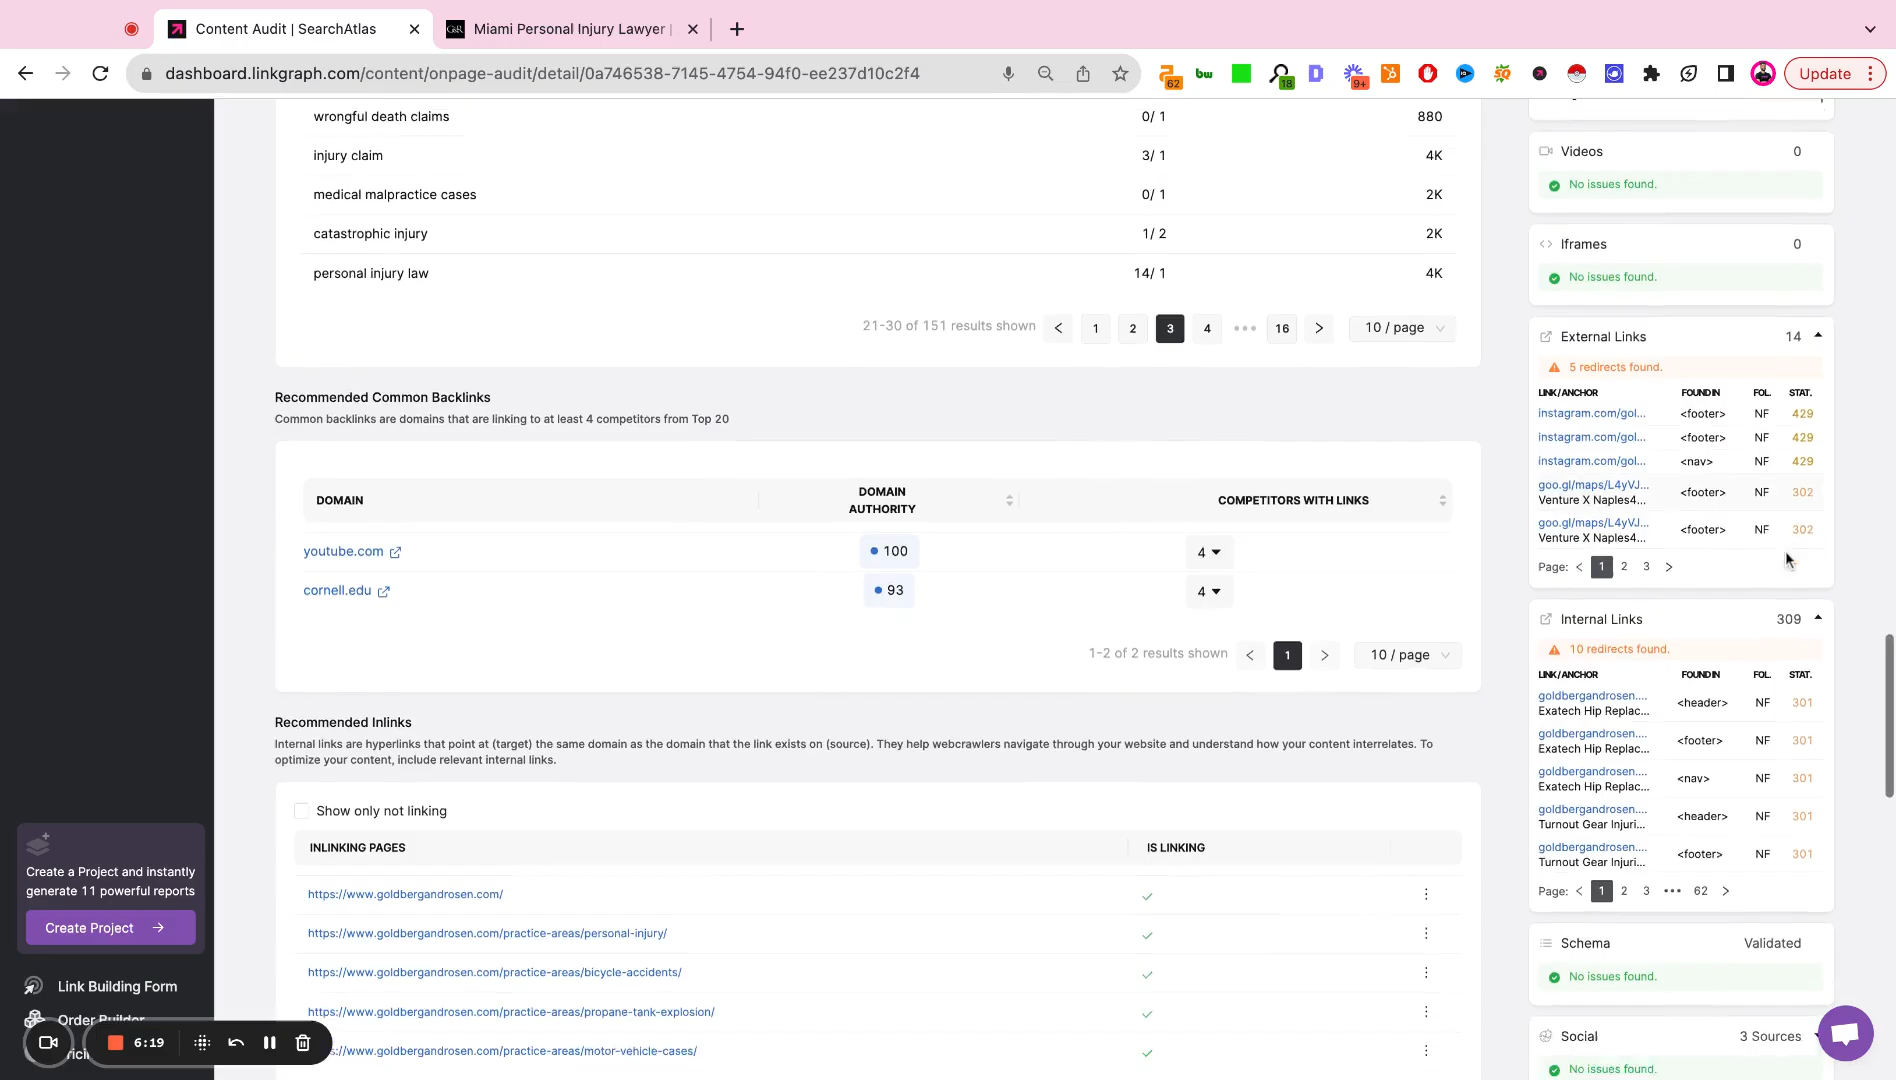 Content Audit | SearchAtlas
Miami Personal Injury Lawyer |
dashboard.linkgraph.com/content/onpage-audit/detail/0a746538-7145-4754-94f0-ee237d10c2f4
62
bw
18
9+
Update
wrongful death claims 0/ 1 880
injury claim 3/ 1 4K
medical malpractice cases 0/ 1 2K
catastrophic injury 1/ 2 2K
personal injury law 14/ 1 4K
21-30 of 151 results shown < 1 2 3 4 ••• 16 > 10 / page
Recommended Common Backlinks
Common backlinks are domains that are linking to at least 4 competitors from Top 20
DOMAIN DOMAIN AUTHORITY COMPETITORS WITH LINKS
youtube.com 100 4
cornell.edu 93 4
1-2 of 2 results shown < 1 > 10 / page
Recommended Inlinks
Internal links are hyperlinks that point at (target) the same domain as the domain that the link exists on (source). They help webcrawlers navigate through your website and understand how your content interrelates. To
optimize your content, include relevant internal links.
Show only not linking
INLINKING PAGES IS LINKING
https://www.goldbergandrosen.com/
https://www.goldbergandrosen.com/practice-areas/personal-injury/
https://www.goldbergandrosen.com/practice-areas/bicycle-accidents/
https://www.goldbergandrosen.com/practice-areas/propane-tank-explosion/
s://www.goldbergandrosen.com/practice-areas/motor-vehicle-cases/
Videos 0
No issues found.
Iframes 0
No issues found.
External Links 14
5 redirects found.
LINK/ANCHOR FOUND IN FOL. STAT.
instagram.com/gol... <footer> NF 429
instagram.com/gol... <footer> NF 429
instagram.com/gol... <nav> NF 429
goo.gl/maps/L4yVJ... <footer> NF 302
Venture X Naples4...
goo.gl/maps/L4yVJ... <footer> NF 302
Venture X Naples4...
Page: < 1 2 3 >
Internal Links 309
10 redirects found.
LINK/ANCHOR FOUND IN FOL. STAT.
goldbergandrosen.... <header> NF 301
Exatech Hip Replac...
goldbergandrosen.... <footer> NF 301
Exatech Hip Replac...
goldbergandrosen.... <nav> NF 301
Exatech Hip Replac...
goldbergandrosen.... <header> NF 301
Turnout Gear Injuri...
goldbergandrosen.... <footer> NF 301
Turnout Gear Injuri...
Page: < 1 2 3 ••• 62 >
Schema Validated
No issues found.
Social 3 Sources
No issues found.
Create a Project and instantly
generate 11 powerful reports
Create Project →
Link Building Form
Order Builder
6:19